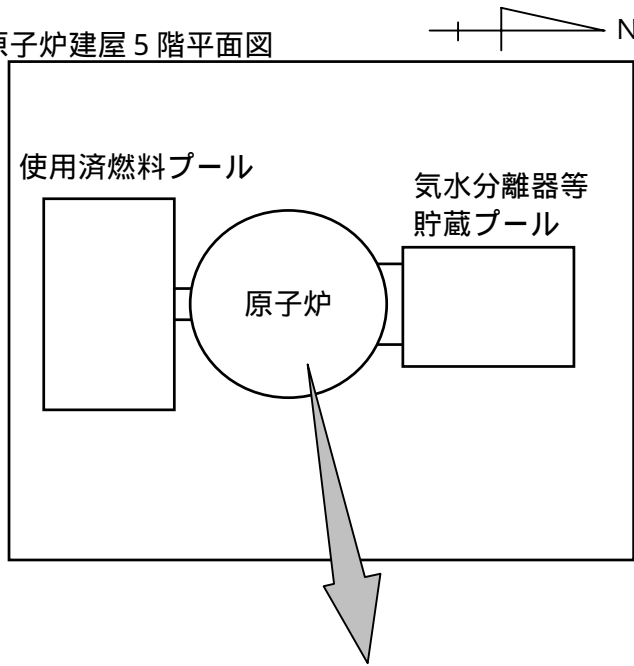 原子炉建屋５階平面図
N
使用済燃料プール
気水分離器等
貯蔵プール
原子炉